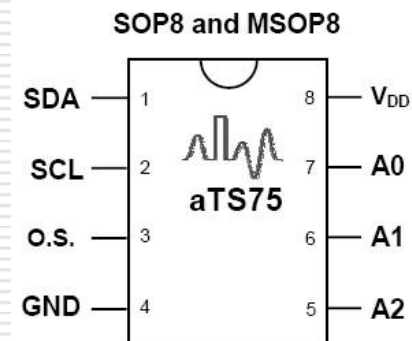 SOP8 and MSOP8
SDA 1 8 VDD
SCL 2 7 A0
aTS75
O.S. 3 6 A1
GND 4 5 A2